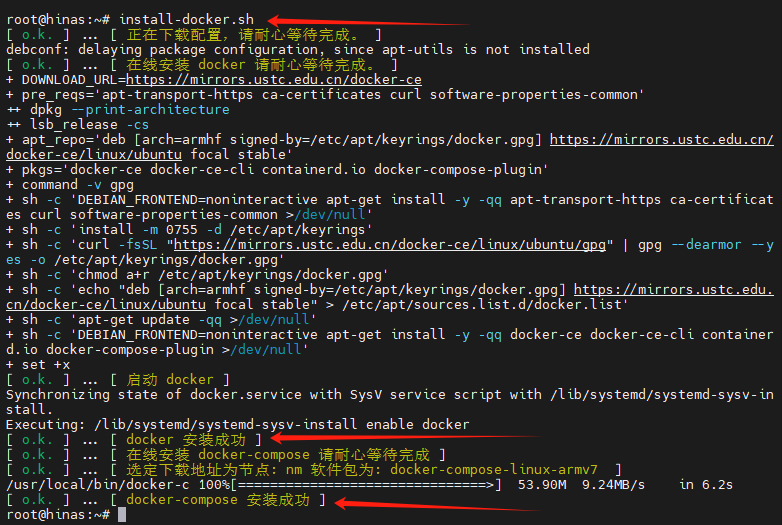 root@hinas:~# install-docker.sh
[ o.k. ] ... [ 正在下载配置，请耐心等待完成。 ]
debconf: delaying package configuration, since apt-utils is not installed
[ o.k. ] ... [ 在线安装 docker 请耐心等待完成。 ]
+ DOWNLOAD_URL=https://mirrors.ustc.edu.cn/docker-ce
+ pre_reqs='apt-transport-https ca-certificates curl software-properties-common'
++ dpkg --print-architecture
++ lsb_release -cs
+ apt_repo='deb [arch=armhf signed-by=/etc/apt/keyrings/docker.gpg] https://mirrors.ustc.edu.cn/
docker-ce/linux/ubuntu focal stable'
+ pkgs='docker-ce docker-ce-cli containerd.io docker-compose-plugin'
+ command -v gpg
+ sh -c 'DEBIAN_FRONTEND=noninteractive apt-get install -y -qq apt-transport-https ca-certificat
es curl software-properties-common >/dev/null'
+ sh -c 'install -m 0755 -d /etc/apt/keyrings'
+ sh -c 'curl -fsSL "https://mirrors.ustc.edu.cn/docker-ce/linux/ubuntu/gpg" | gpg --dearmor --y
es -o /etc/apt/keyrings/docker.gpg'
+ sh -c 'chmod a+r /etc/apt/keyrings/docker.gpg'
+ sh -c 'echo "deb [arch=armhf signed-by=/etc/apt/keyrings/docker.gpg] https://mirrors.ustc.edu.
cn/docker-ce/linux/ubuntu focal stable" > /etc/apt/sources.list.d/docker.list'
+ sh -c 'apt-get update -qq >/dev/null'
+ sh -c 'DEBIAN_FRONTEND=noninteractive apt-get install -y -qq docker-ce docker-ce-cli container
d.io docker-compose-plugin >/dev/null'
+ set +x
[ o.k. ] ... [ 启动 docker ]
Synchronizing state of docker.service with SysV service script with /lib/systemd/systemd-sysv-in
stall.
Executing: /lib/systemd/systemd-sysv-install enable docker
[ o.k. ] ... [ docker 安装成功 ]
[ o.k. ] ... [ 在线安装 docker-compose 请耐心等待完成 ]
[ o.k. ] ... [ 选定下载地址为节点: nm 软件包为: docker-compose-linux-armv7  ]
/usr/local/bin/docker-c 100%[===============================>]  53.90M  9.24MB/s    in 6.2s
[ o.k. ] ... [ docker-compose 安装成功 ]
root@hinas:~#